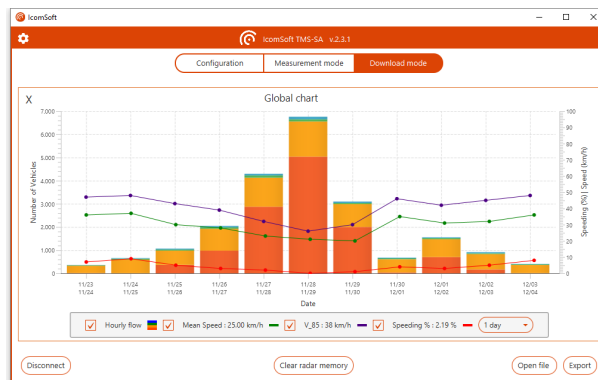 IcomSoft
IcomSoft TMS-SA v.2.3.1
Configuration Measurement mode Download mode
X
Global chart
7,000 100
6,000 90
5,000 80
4,000 70
3,000 60
2,000 50
1,000 40
0 30
20
10
0
Number of Vehicles
Speeding (%) | Speed (km/h)
11/23 11/24 11/25 11/26 11/27 11/28 11/29 11/30 12/01 12/02 12/03
11/24 11/25 11/26 11/27 11/28 11/29 11/30 12/01 12/02 12/03 12/04
Date
Hourly flow Mean Speed : 25.00 km/h V_85 : 38 km/h Speeding % : 2.19 % 1 day
Disconnect Clear radar memory Open file Export